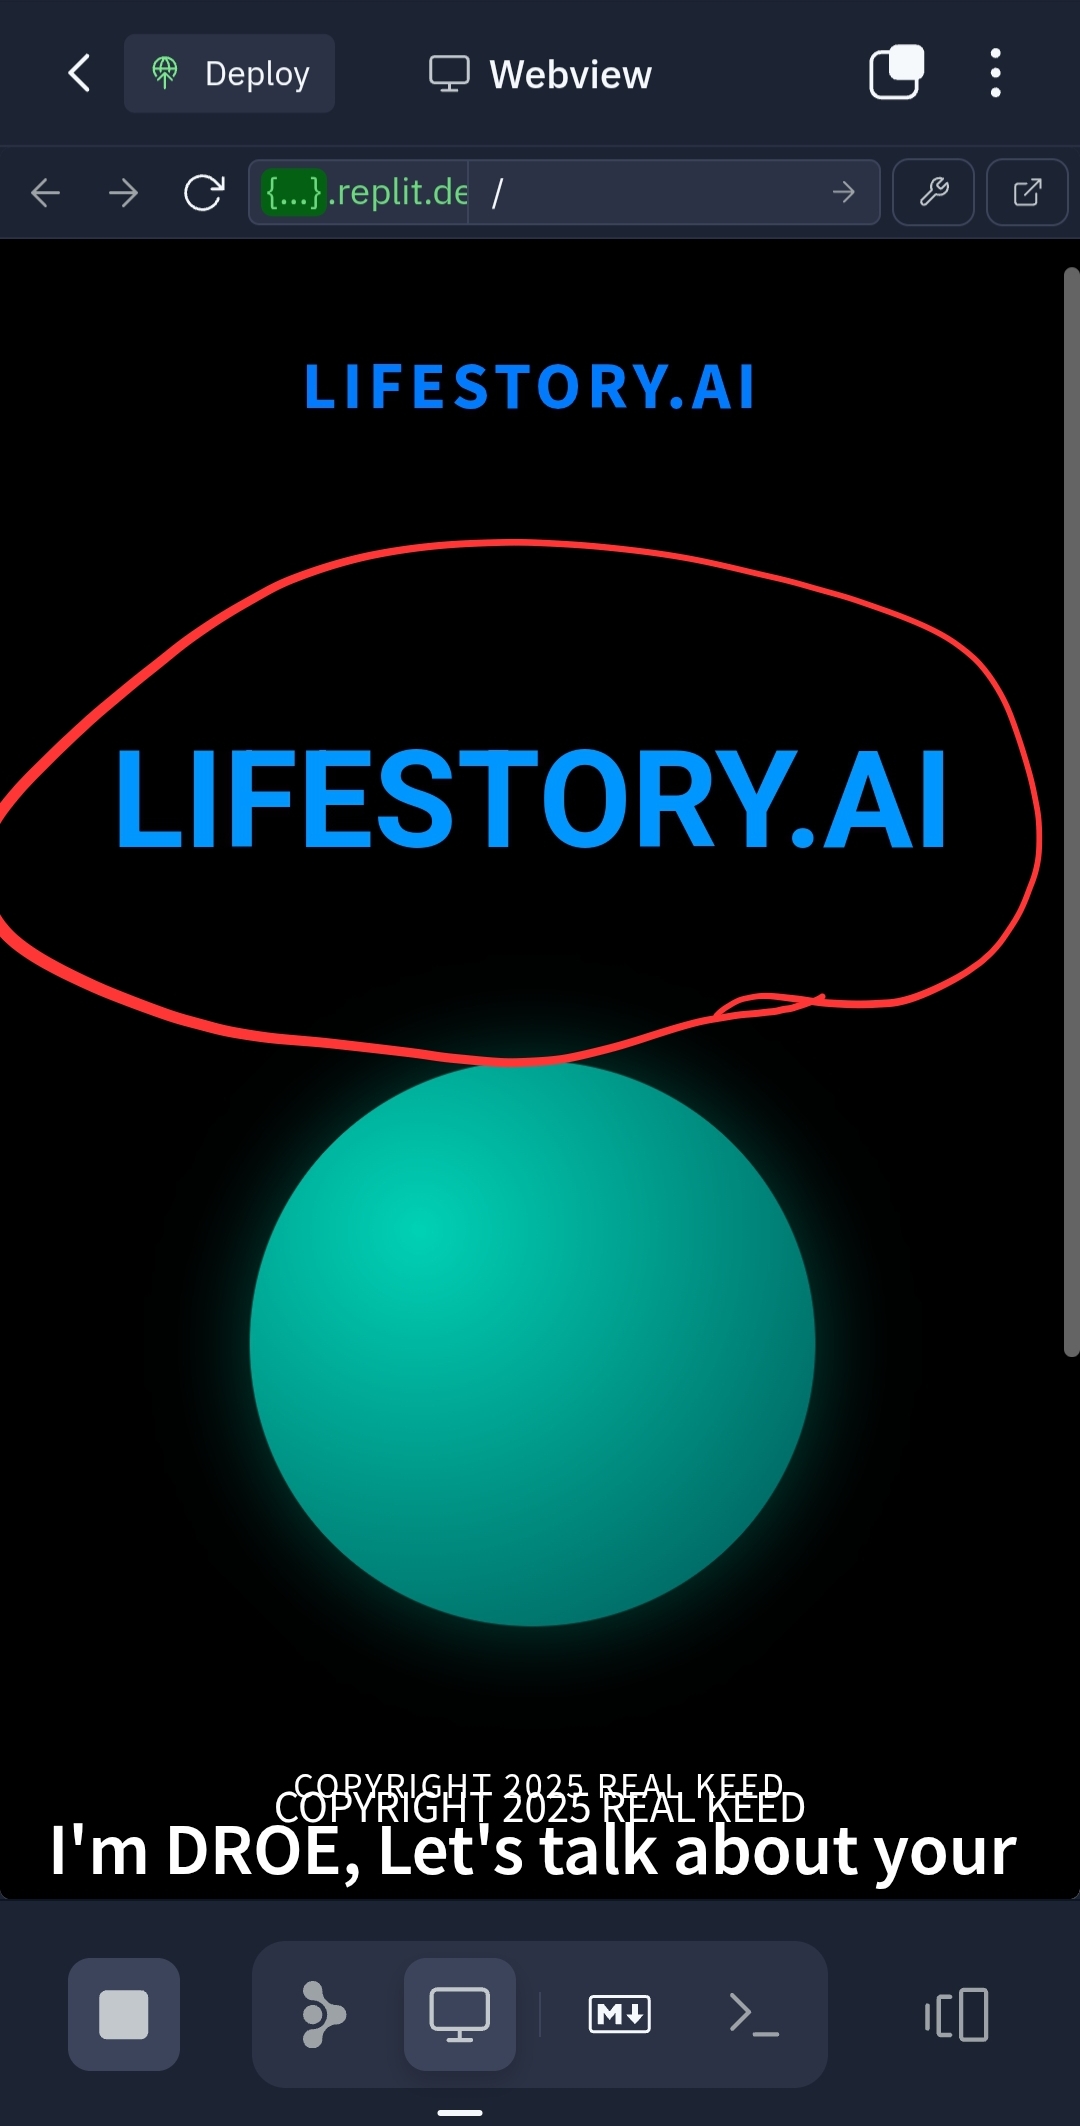 Deploy
Webview
{...}.replit.de /
LIFESTORY.AI
LIFESTORY.AI
COPYRIGHT 2025 REAL KEED
COPYRIGHT 2025 REAL KEED
I'm DROE, Let's talk about your
M